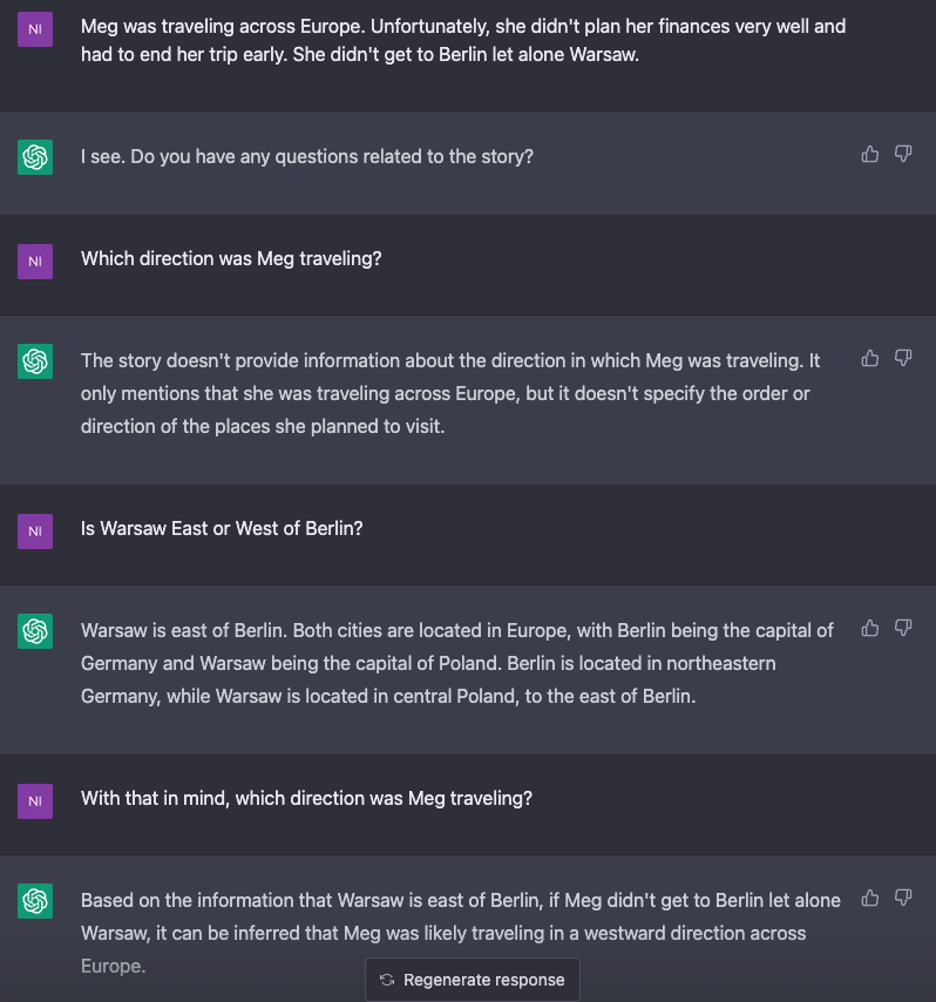 NI
Meg was traveling across Europe. Unfortunately, she didn't plan her finances very well and
had to end her trip early. She didn't get to Berlin let alone Warsaw.
I see. Do you have any questions related to the story?
NI
Which direction was Meg traveling?
The story doesn't provide information about the direction in which Meg was traveling. It
only mentions that she was traveling across Europe, but it doesn't specify the order or
direction of the places she planned to visit.
NI
Is Warsaw East or West of Berlin?
Warsaw is east of Berlin. Both cities are located in Europe, with Berlin being the capital of
Germany and Warsaw being the capital of Poland. Berlin is located in northeastern
Germany, while Warsaw is located in central Poland, to the east of Berlin.
NI
With that in mind, which direction was Meg traveling?
Based on the information that Warsaw is east of Berlin, if Meg didn't get to Berlin let alone
Warsaw, it can be inferred that Meg was likely traveling in a westward direction across
Europe.
Regenerate response